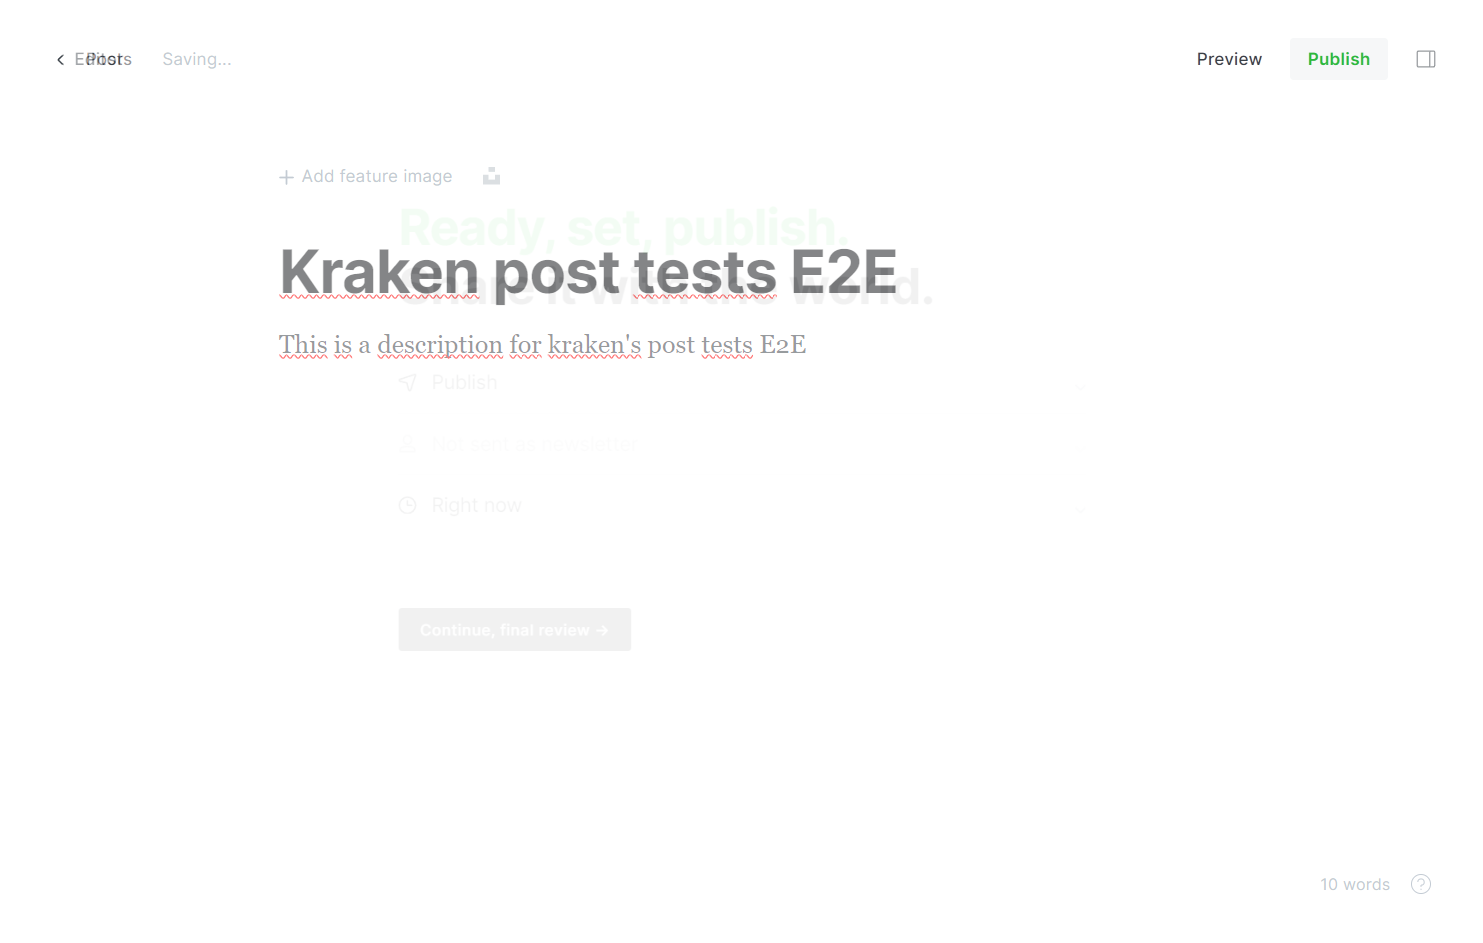 Editor Posts Saving... Preview Publish
Add feature image
Ready, set, publish.
Kraken post tests E2E
Share it with the world.
This is a description for kraken's post tests E2E
Publish
Not sent as newsletter
Right now
Continue, final review →
10 words